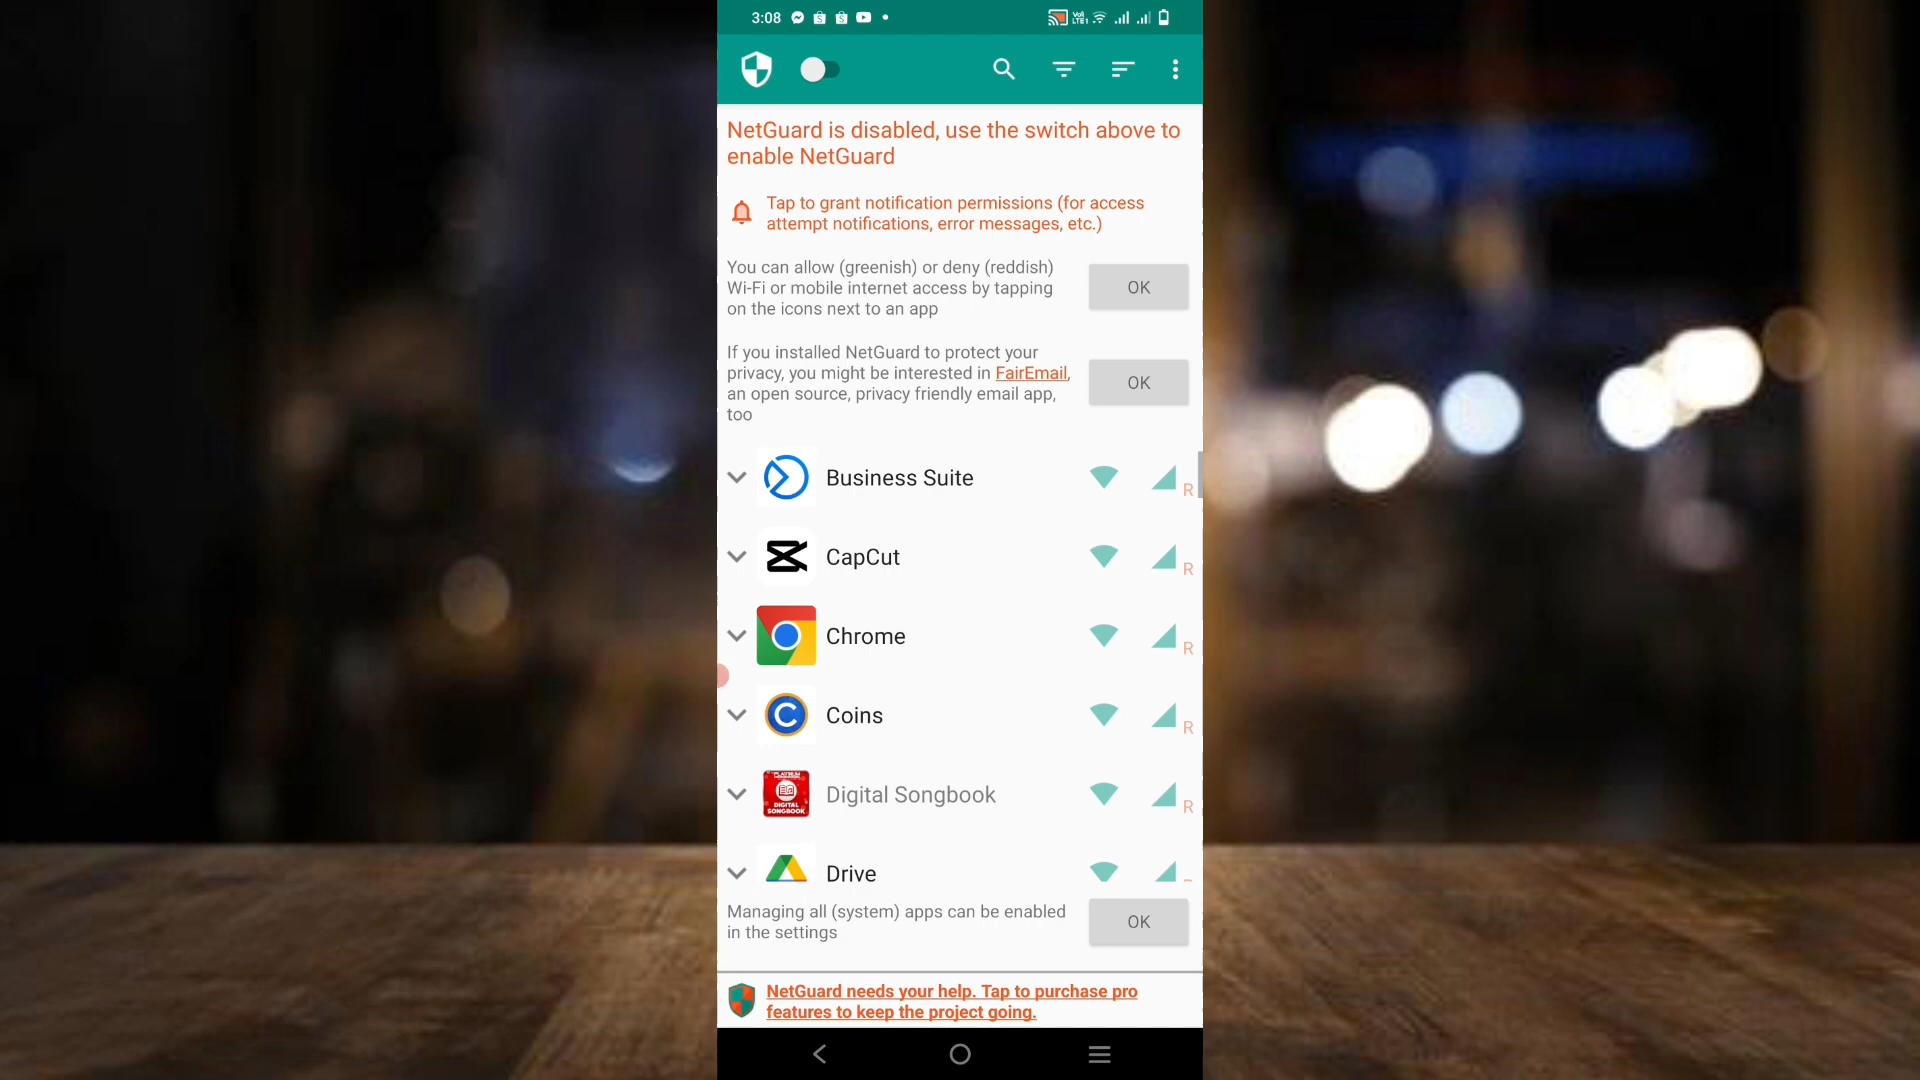 3:08
Vo)
LTE1
NetGuard is disabled, use the switch above to
enable NetGuard
Tap to grant notification permissions (for access
attempt notifications, error messages, etc.)
You can allow (greenish) or deny (reddish)
Wi-Fi or mobile internet access by tapping
on the icons next to an app
OK
If you installed NetGuard to protect your
privacy, you might be interested in FairEmail,
an open source, privacy friendly email app,
too
OK
Business Suite
R
CapCut
R
Chrome
R
Coins
R
DIGITAL
SONGBOOK
Digital Songbook
R
Drive
Managing all (system) apps can be enabled
in the settings
OK
NetGuard needs your help. Tap to purchase pro
features to keep the project going.